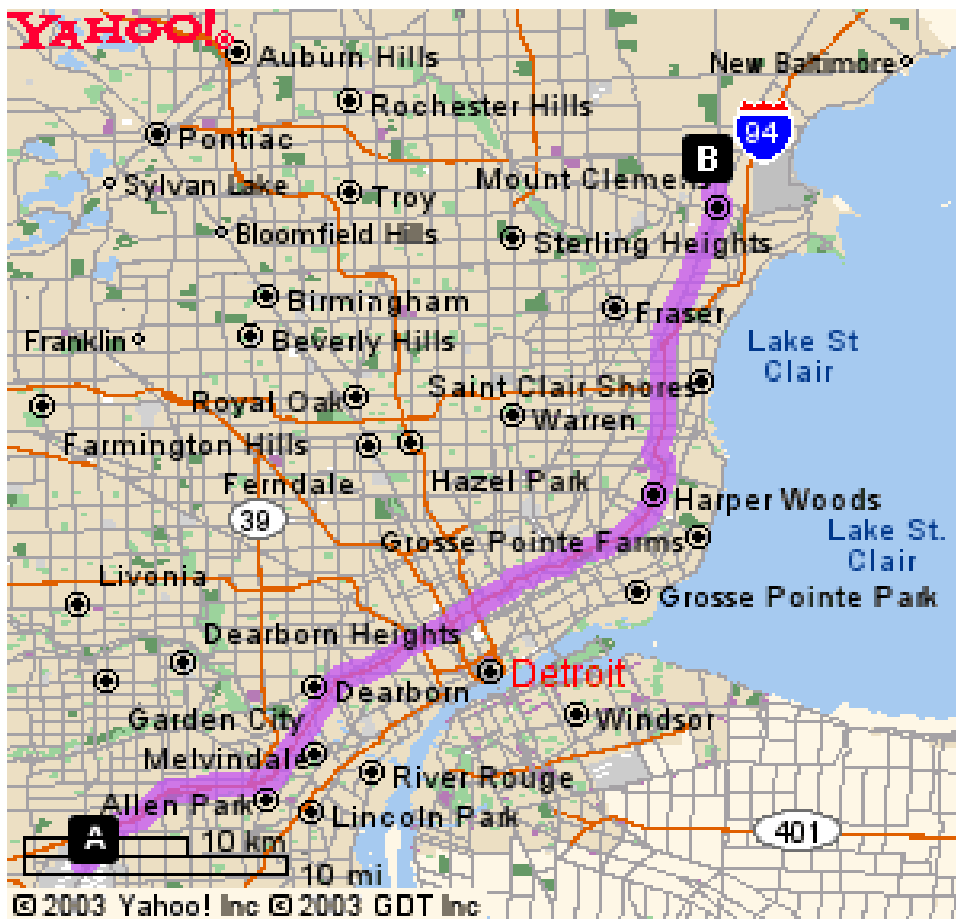 YAHOO!
Auburn Hills
New Baltimore
Rochester Hills
94
Pontiac
B
Mount Clemens
Sylvan Lake
Troy
Bloomfield Hills
Sterling Heights
Birmingham
Fraser
Franklin
Beverly Hills
Lake St
Clair
Saint Clair Shores
Royal Oak
Warren
Farmington Hills
Ferndale
Hazel Park
Harper Woods
39
Grosse Pointe Farms
Lake St.
Clair
Livonia
Grosse Pointe Park
Dearborn Heights
Detroit
Dearborn
Garden City
Windsor
Melvindale
River Rouge
Allen Park
Lincoln Park
A
10 km
401
10 mi
© 2003 Yahoo! Inc © 2003 GDT Inc